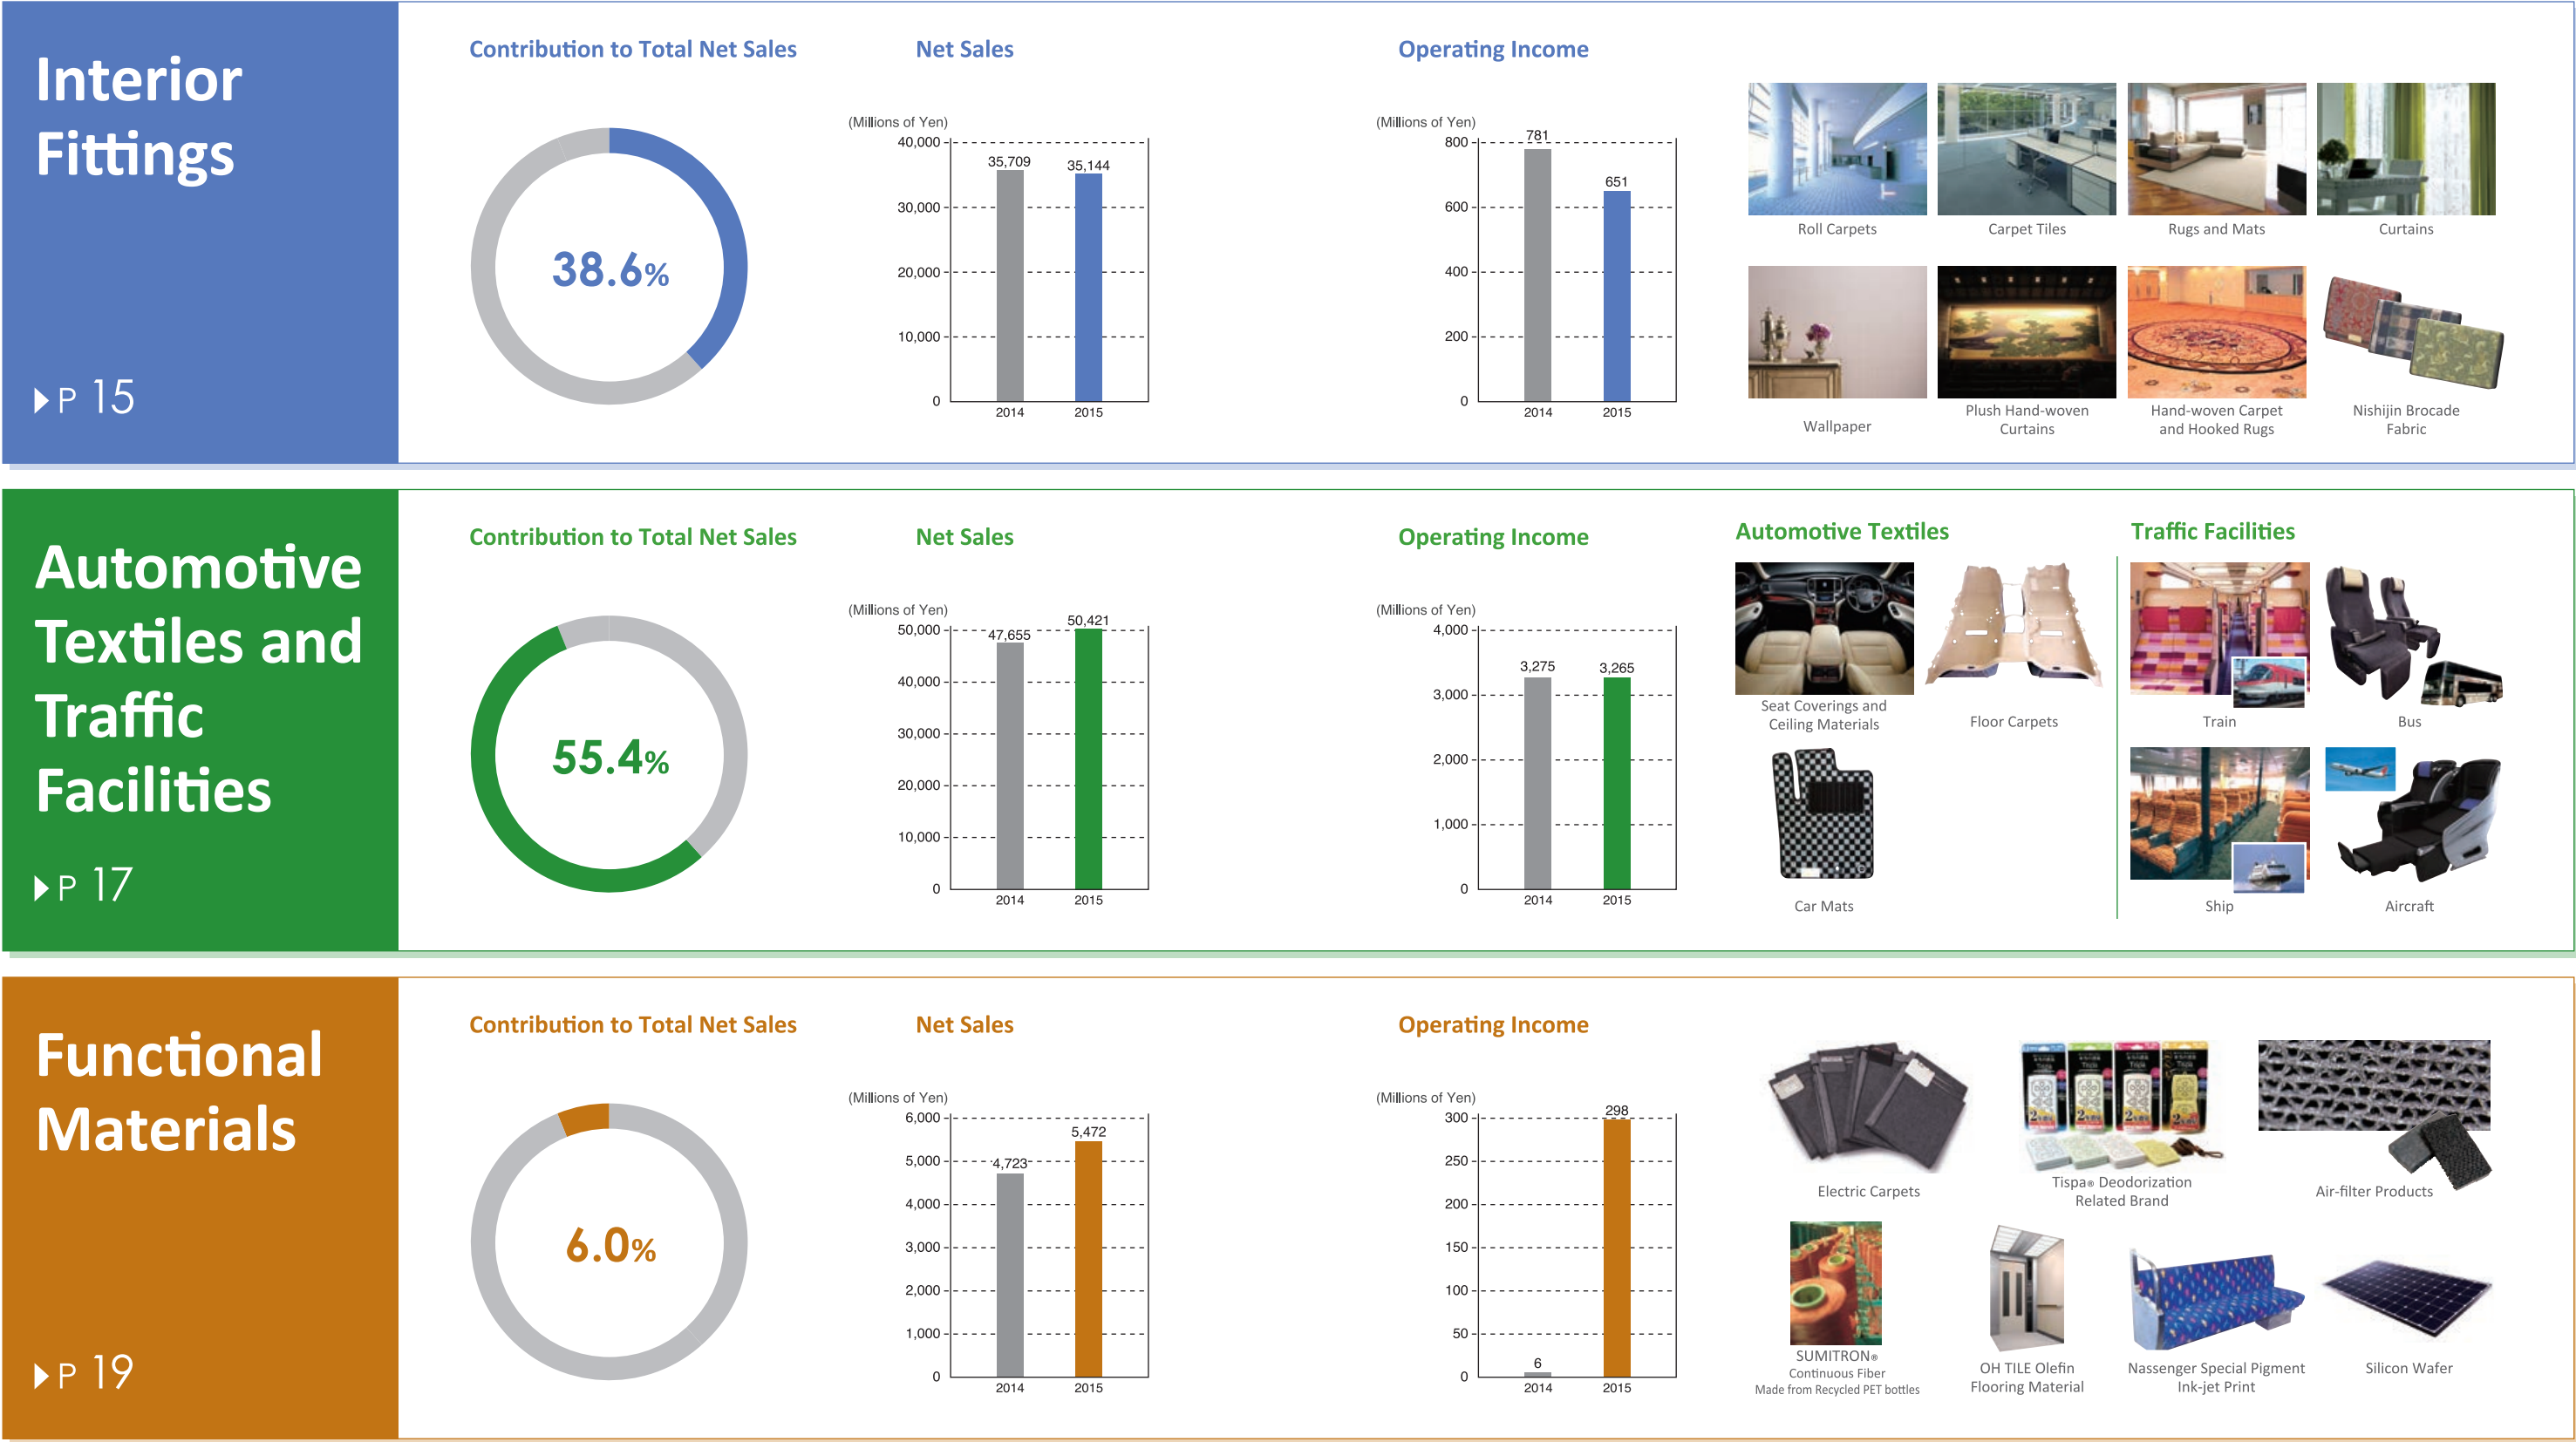 Interior
Fittings
P 15
Contribution to Total Net Sales
38.6%
Net Sales
(Millions of Yen)
40,000
30,000
20,000
10,000
0
35,709
35,144
2014
2015
Operating Income
(Millions of Yen)
800
600
400
200
0
781
651
2014
2015
Roll Carpets
Carpet Tiles
Rugs and Mats
Curtains
Wallpaper
Plush Hand-woven
Curtains
Hand-woven Carpet
and Hooked Rugs
Nishijin Brocade
Fabric
Automotive
Textiles and
Traffic
Facilities
P 17
Contribution to Total Net Sales
55.4%
Net Sales
(Millions of Yen)
50,000
40,000
30,000
20,000
10,000
0
47,655
50,421
2014
2015
Operating Income
(Millions of Yen)
4,000
3,000
2,000
1,000
0
3,275
3,265
2014
2015
Automotive Textiles
Seat Coverings and
Ceiling Materials
Floor Carpets
Car Mats
Traffic Facilities
Train
Bus
Ship
Aircraft
Functional
Materials
P 19
Contribution to Total Net Sales
6.0%
Net Sales
(Millions of Yen)
6,000
5,000
4,000
3,000
2,000
1,000
0
4,723
5,472
2014
2015
Operating Income
(Millions of Yen)
300
250
200
150
100
50
0
6
298
2014
2015
Electric Carpets
Tispa® Deodorization
Related Brand
Air-filter Products
SUMITRON®
Continuous Fiber
Made from Recycled PET bottles
OH TILE Olefin
Flooring Material
Nassenger Special Pigment
Ink-jet Print
Silicon Wafer